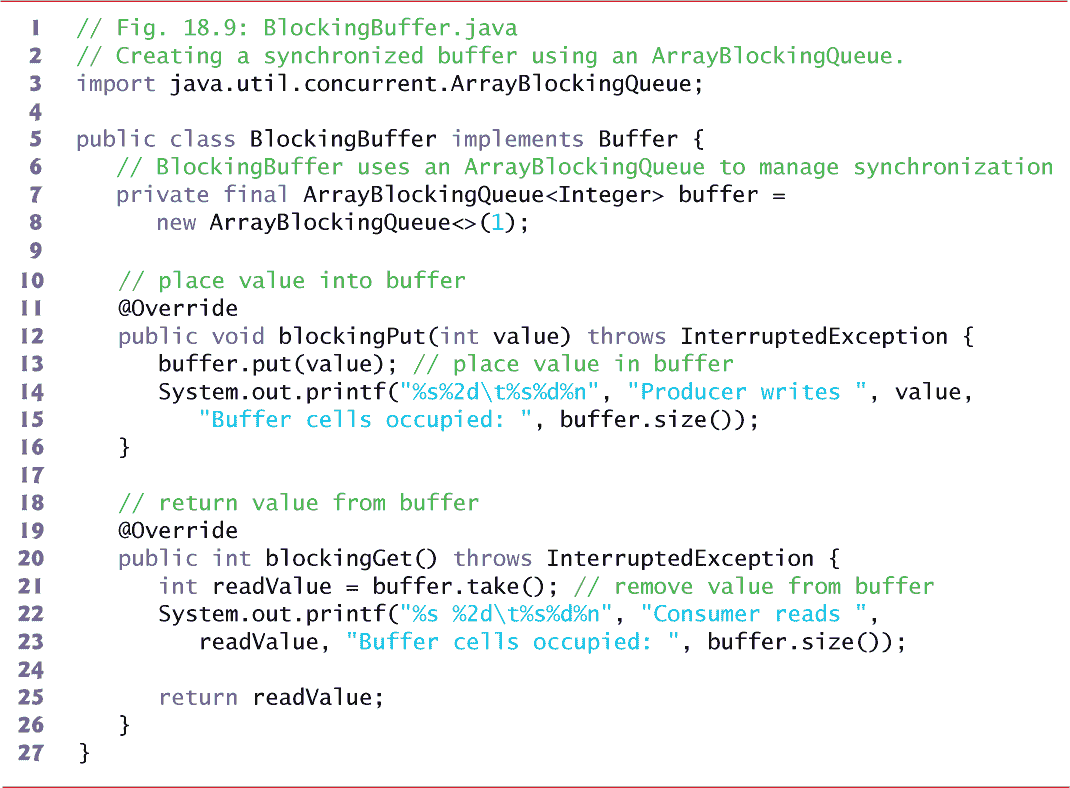 1 // Fig. 18.9: BlockingBuffer.java
2 // Creating a synchronized buffer using an ArrayBlockingQueue.
3 import java.util.concurrent.ArrayBlockingQueue;
4
5 public class BlockingBuffer implements Buffer {
6    // BlockingBuffer uses an ArrayBlockingQueue to manage synchronization
7    private final ArrayBlockingQueue<Integer> buffer =
8       new ArrayBlockingQueue<>(1);
9
10    // place value into buffer
11    @Override
12    public void blockingPut(int value) throws InterruptedException {
13       buffer.put(value); // place value in buffer
14       System.out.printf("%s%2d\t%s%d%n", "Producer writes ", value,
15          "Buffer cells occupied: ", buffer.size());
16    }
17
18    // return value from buffer
19    @Override
20    public int blockingGet() throws InterruptedException {
21       int readValue = buffer.take(); // remove value from buffer
22       System.out.printf("%s %2d\t%s%d%n", "Consumer reads ",
23          readValue, "Buffer cells occupied: ", buffer.size());
24
25       return readValue;
26    }
27 }